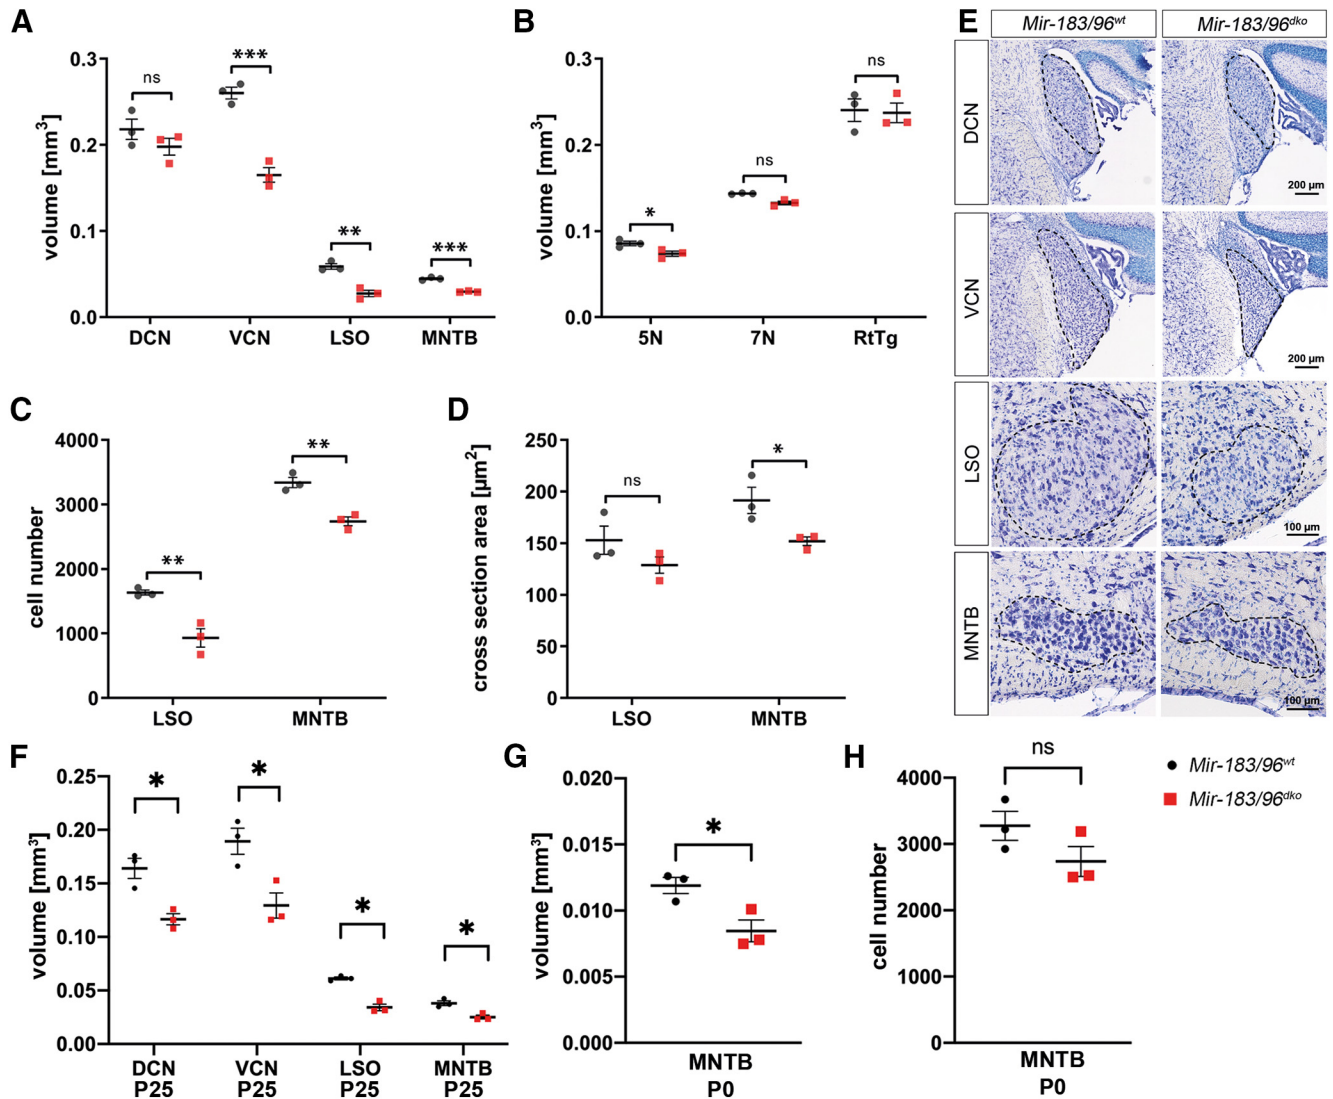 A
volume [mm³]
0.3
0.2
0.1
0.0
ns
***
**
***
DCN
VCN
LSO
MNTB
B
volume [mm³]
0.3
0.2
0.1
0.0
*
ns
ns
5N
7N
RtTg
C
cell number
4000
3000
2000
1000
0
**
**
LSO
MNTB
D
cross section area [µm²]
250
200
150
100
50
0
ns
*
LSO
MNTB
E
Mir-183/96wt
Mir-183/96dko
DCN
200 µm
VCN
200 µm
LSO
100 µm
MNTB
100 µm
F
volume [mm³]
0.25
0.20
0.15
0.10
0.05
0.00
*
*
*
*
DCN
P25
VCN
P25
LSO
P25
MNTB
P25
G
volume [mm³]
0.020
0.015
0.010
0.005
0.000
*
MNTB
P0
H
cell number
4000
3000
2000
1000
0
ns
MNTB
P0
Mir-183/96wt
Mir-183/96dko